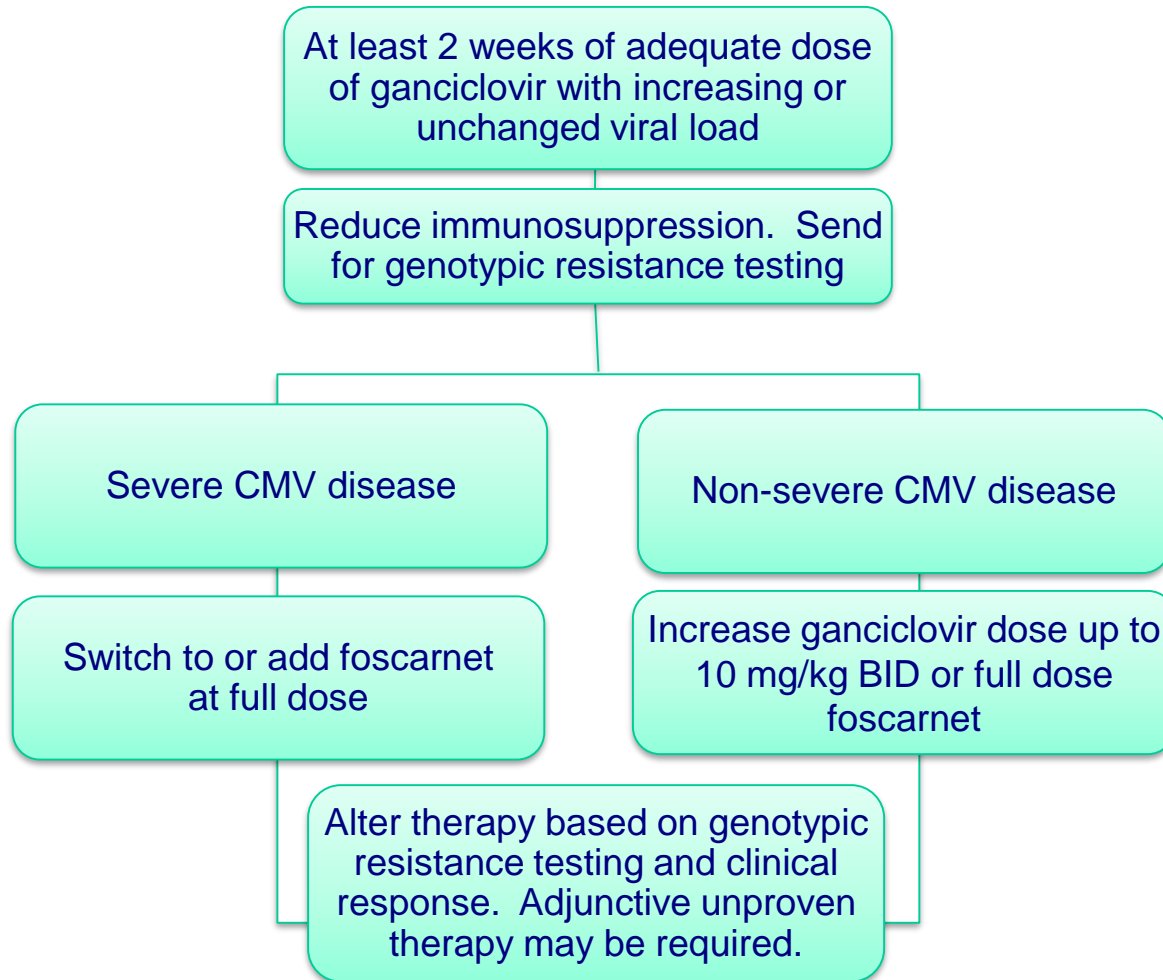 At least 2 weeks of adequate dose
of ganciclovir with increasing or
unchanged viral load
Reduce immunosuppression.  Send
for genotypic resistance testing
Severe CMV disease
Non-severe CMV disease
Switch to or add foscarnet
at full dose
Increase ganciclovir dose up to
10 mg/kg BID or full dose
foscarnet
Alter therapy based on genotypic
resistance testing and clinical
response.  Adjunctive unproven
therapy may be required.